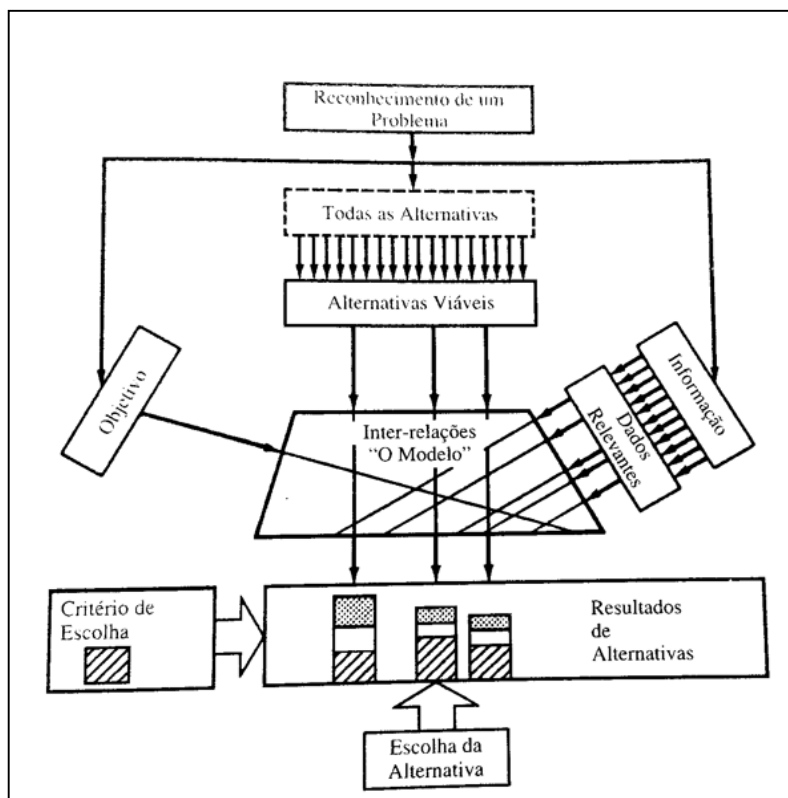 Reconhecimento de um
Problema
Todas as Alternativas
Alternativas Viáveis
Objetivo
Informação
Dados
Relevantes
Inter-relações
“O Modelo”
Critério de
Escolha
Resultados
de
Alternativas
Escolha da
Alternativa